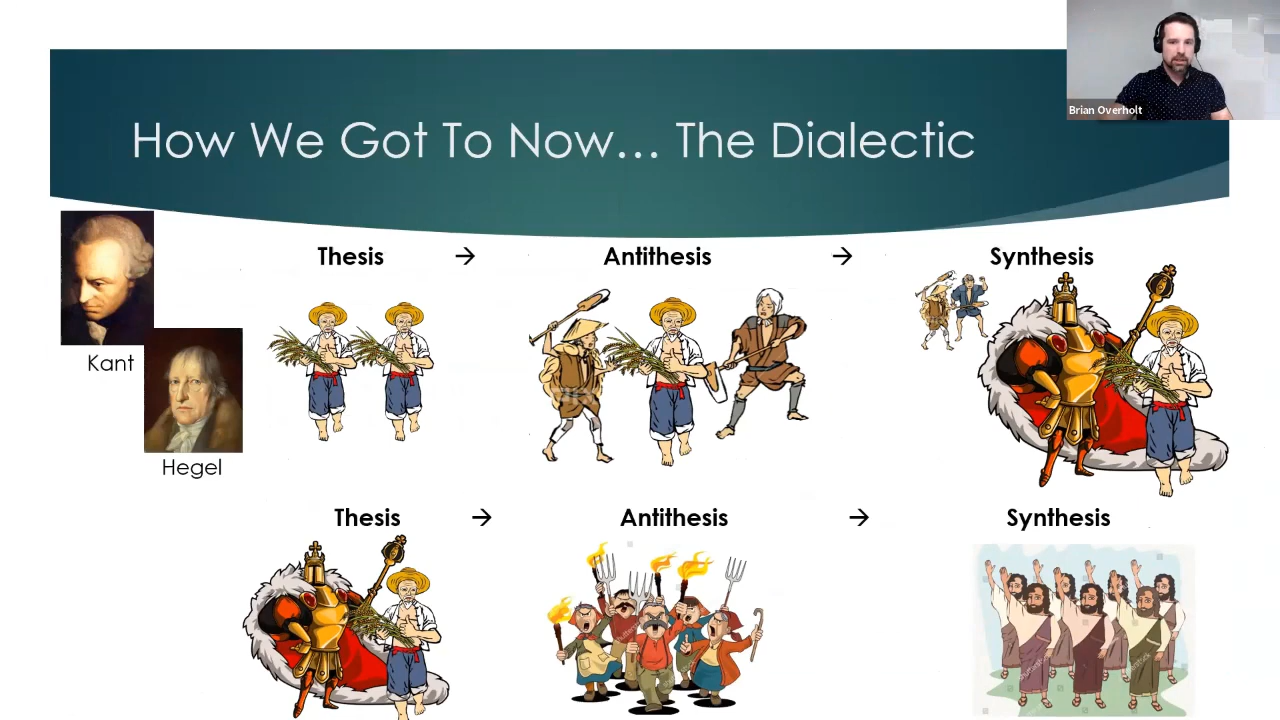 Brian Overholt
How We Got To Now... The Dialectic
Thesis → Antithesis → Synthesis
Kant
Hegel
Thesis → Antithesis → Synthesis